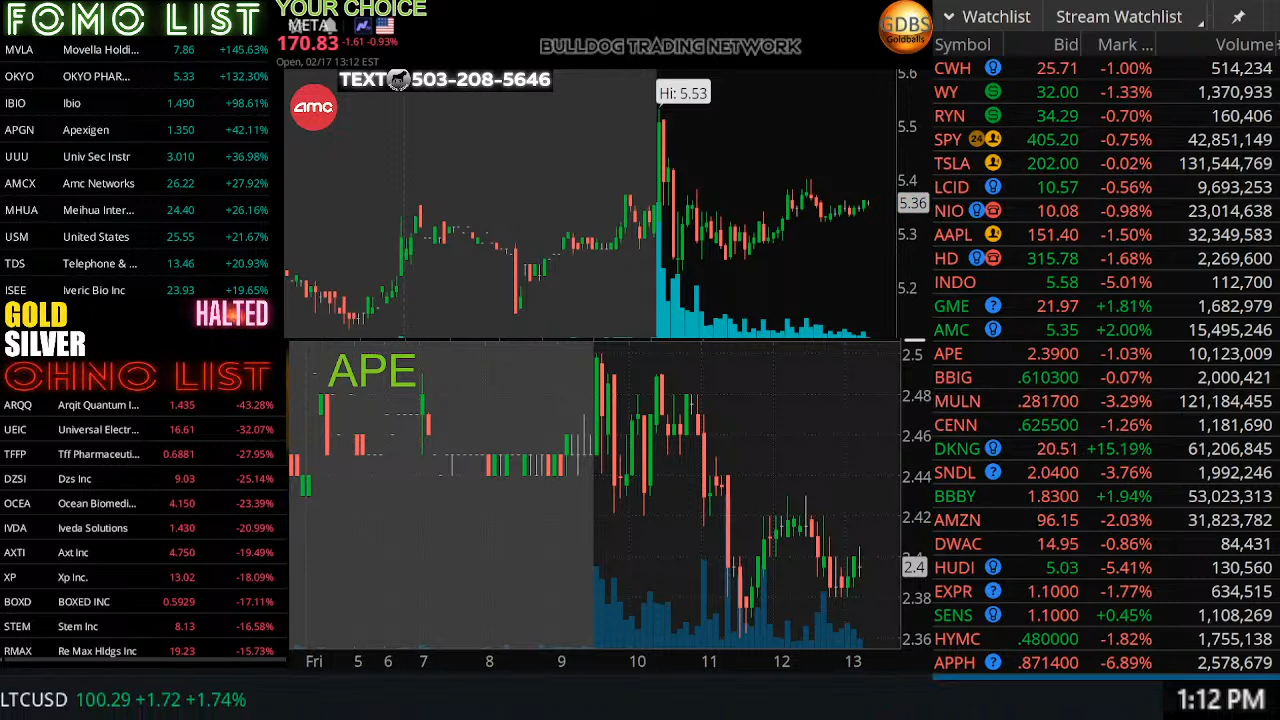 FOMO LIST
MVLA Movella Holdi... 7.86 +145.63%
OKYO OKYO PHAR... 5.33 +132.30%
IBIO Ibio 1.490 +98.61%
APGN Apexigen 1.350 +42.11%
UUU Univ Sec Instr 3.010 +36.98%
AMCX Amc Networks 26.22 +27.92%
MHUA Meihua Inter... 24.40 +26.16%
USM United States 25.55 +21.67%
TDS Telephone & ... 13.46 +20.93%
ISEE Iveric Bio Inc 23.93 +19.65%
GOLD HALTED
SILVER
OHNO LIST
ARQQ Arqit Quantum I... 1.435 -43.28%
UEIC Universal Electr... 16.61 -32.07%
TFFP Tff Pharmaceuti... 0.6881 -27.95%
DZSI Dzs Inc 9.03 -25.14%
OCEA Ocean Biomedi... 4.150 -23.39%
IVDA Iveda Solutions 1.430 -20.99%
AXTI Axt Inc 4.750 -19.49%
XP Xp Inc. 13.02 -18.09%
BOXD BOXED INC 0.5929 -17.11%
STEM Stem Inc 8.13 -16.58%
RMAX Re Max Hldgs Inc 19.23 -15.73%
YOUR CHOICE
META
170.83 -1.61 -0.93%
Open, 02/17 13:12 EST
BULLDOG TRADING NETWORK
GDBS
Goldballs
TEXT 503-208-5646
amc
Hi: 5.53
5.6
5.5
5.4
5.36
5.3
5.2
APE
2.5
2.48
2.46
2.44
2.42
2.4
2.38
2.36
Fri 5 6 7 8 9 10 11 12 13
Watchlist Stream Watchlist
Symbol Bid Mark ... Volume
CWH 25.71 -1.00% 514,234
WY 32.00 -1.33% 1,370,933
RYN 34.29 -0.70% 160,406
SPY 24 405.20 -0.75% 42,851,149
TSLA 202.00 -0.02% 131,544,769
LCID 10.57 -0.56% 9,693,253
NIO 10.08 -0.98% 23,014,638
AAPL 151.40 -1.50% 32,349,583
HD 315.78 -1.68% 2,269,600
INDO 5.58 -5.01% 112,700
GME ? 21.97 +1.81% 1,682,979
AMC 5.35 +2.00% 15,495,246
APE 2.3900 -1.03% 10,123,009
BBIG .610300 -0.07% 2,000,421
MULN .281700 -3.29% 121,184,455
CENN .625500 -1.26% 1,181,690
DKNG 20.51 +15.19% 61,206,845
SNDL ? 2.0400 -3.76% 1,992,246
BBBY 1.8300 +1.94% 53,023,313
AMZN 96.15 -2.03% 31,823,782
DWAC 14.95 -0.86% 84,431
HUDI 5.03 -5.41% 130,560
EXPR ? 1.1000 -1.77% 634,515
SENS 1.1000 +0.45% 1,108,269
HYMC .480000 -1.82% 1,755,138
APPH ? .871400 -6.89% 2,578,679
LTCUSD 100.29 +1.72 +1.74%
1:12 PM